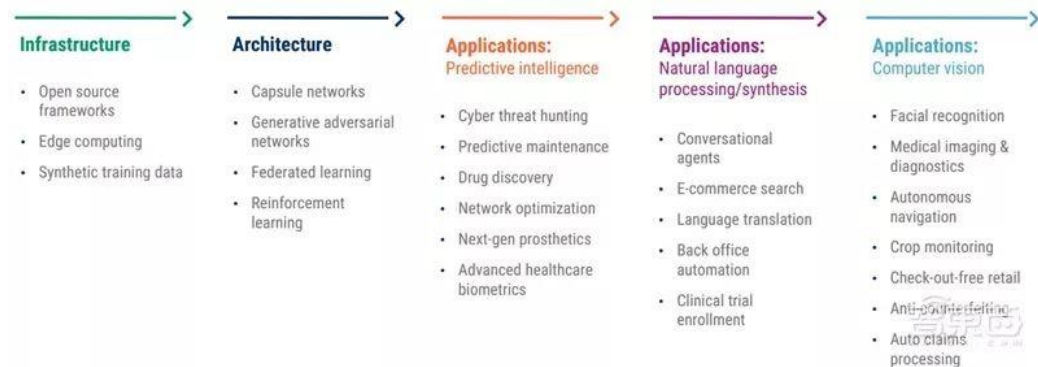 Infrastructure
• Open source
frameworks
• Edge computing
• Synthetic training data
Architecture
• Capsule networks
• Generative adversarial
networks
• Federated learning
• Reinforcement
learning
Applications:
Predictive intelligence
• Cyber threat hunting
• Predictive maintenance
• Drug discovery
• Network optimization
• Next-gen prosthetics
• Advanced healthcare
biometrics
Applications:
Natural language
processing/synthesis
• Conversational
agents
• E-commerce search
• Language translation
• Back office
automation
• Clinical trial
enrollment
Applications:
Computer vision
• Facial recognition
• Medical imaging &
diagnostics
• Autonomous
navigation
• Crop monitoring
• Check-out-free retail
• Anti-counterfeiting
• Auto claims
processing